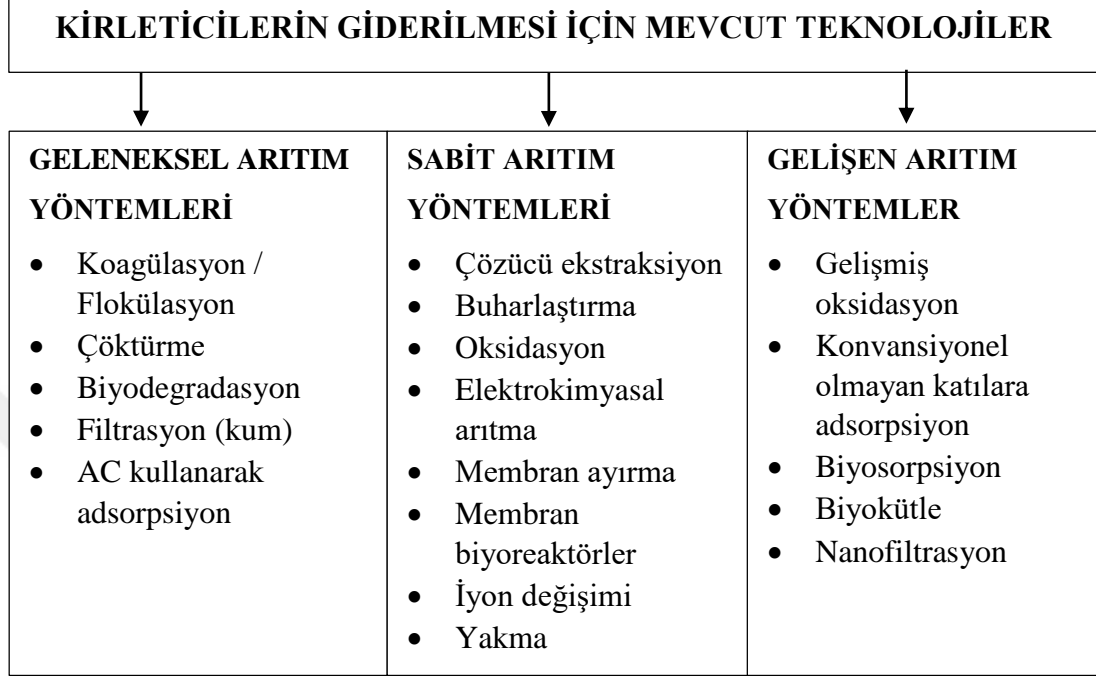 KİRLETİCİLERİN GİDERİLMESİ İÇİN MEVCUT TEKNOLOJİLER
GELENEKSEL ARITIM
YÖNTEMLERİ
• Koagülasyon /
Flokülasyon
• Çöktürme
• Biyodegradasyon
• Filtrasyon (kum)
• AC kullanarak
adsorpsiyon
SABİT ARITIM
YÖNTEMLERİ
• Çözücü ekstraksiyon
• Buharlaştırma
• Oksidasyon
• Elektrokimyasal
arıtma
• Membran ayırma
• Membran
biyoreaktörler
• İyon değişimi
• Yakma
GELİŞEN ARITIM
YÖNTEMLER
• Gelişmiş
oksidasyon
• Konvansiyonel
olmayan katılara
adsorpsiyon
• Biyosorpsiyon
• Biyokütle
• Nanofiltrasyon